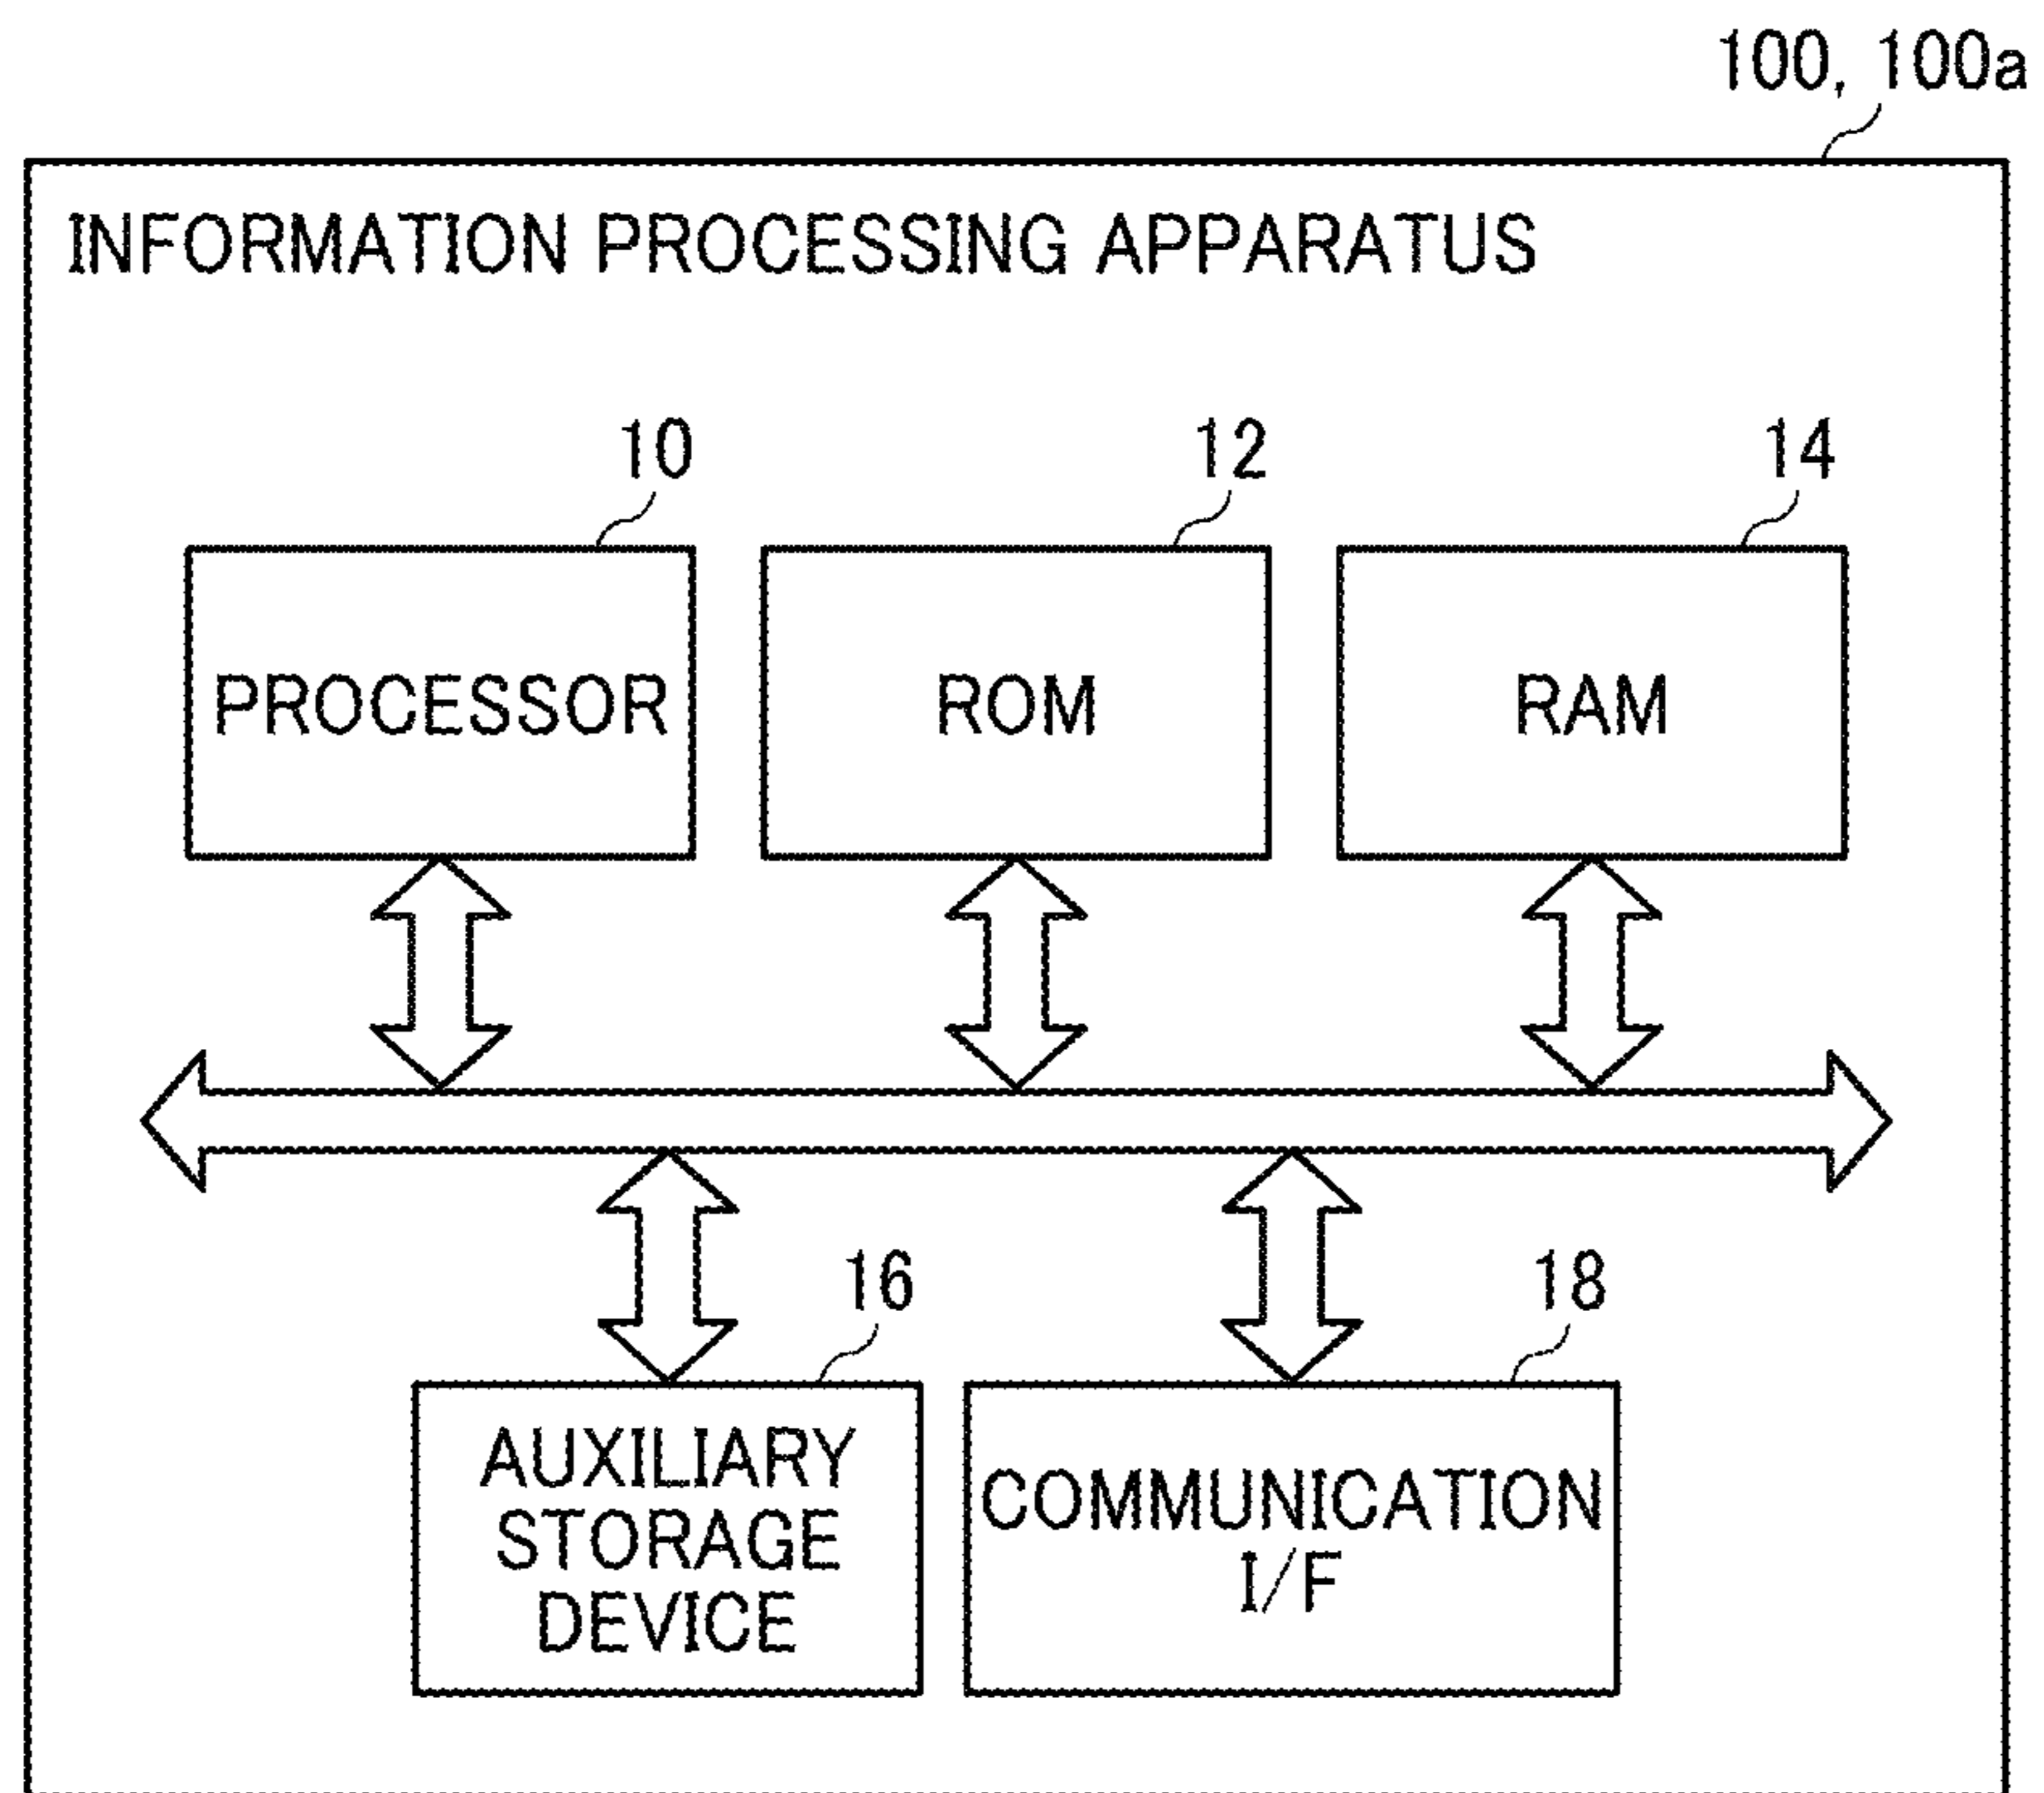 100, 100a
INFORMATION PROCESSING APPARATUS
10
12
14
PROCESSOR
ROM
RAM
16
18
AUXILIARY
STORAGE
DEVICE
COMMUNICATION
I/F